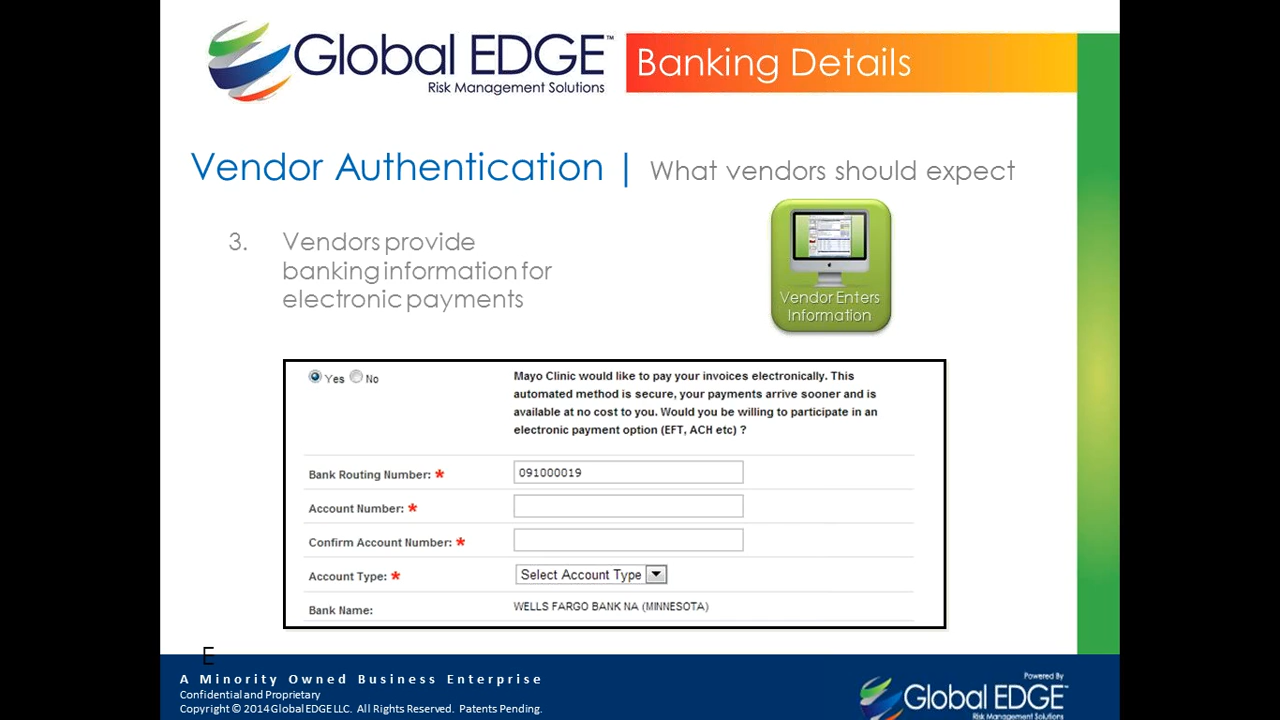 Global EDGE™
Risk Management Solutions
Banking Details
Vendor Authentication | What vendors should expect
3. Vendors provide
banking information for
electronic payments
Vendor Enters
Information
Yes No
Mayo Clinic would like to pay your invoices electronically. This
automated method is secure, your payments arrive sooner and is
available at no cost to you. Would you be willing to participate in an
electronic payment option (EFT, ACH etc) ?
Bank Routing Number: * 091000019
Account Number: *
Confirm Account Number: *
Account Type: * Select Account Type
Bank Name: WELLS FARGO BANK NA (MINNESOTA)
E
A Minority Owned Business Enterprise
Confidential and Proprietary
Copyright © 2014 Global EDGE LLC. All Rights Reserved. Patents Pending.
Powered By
Global EDGE™
Risk Management Solutions